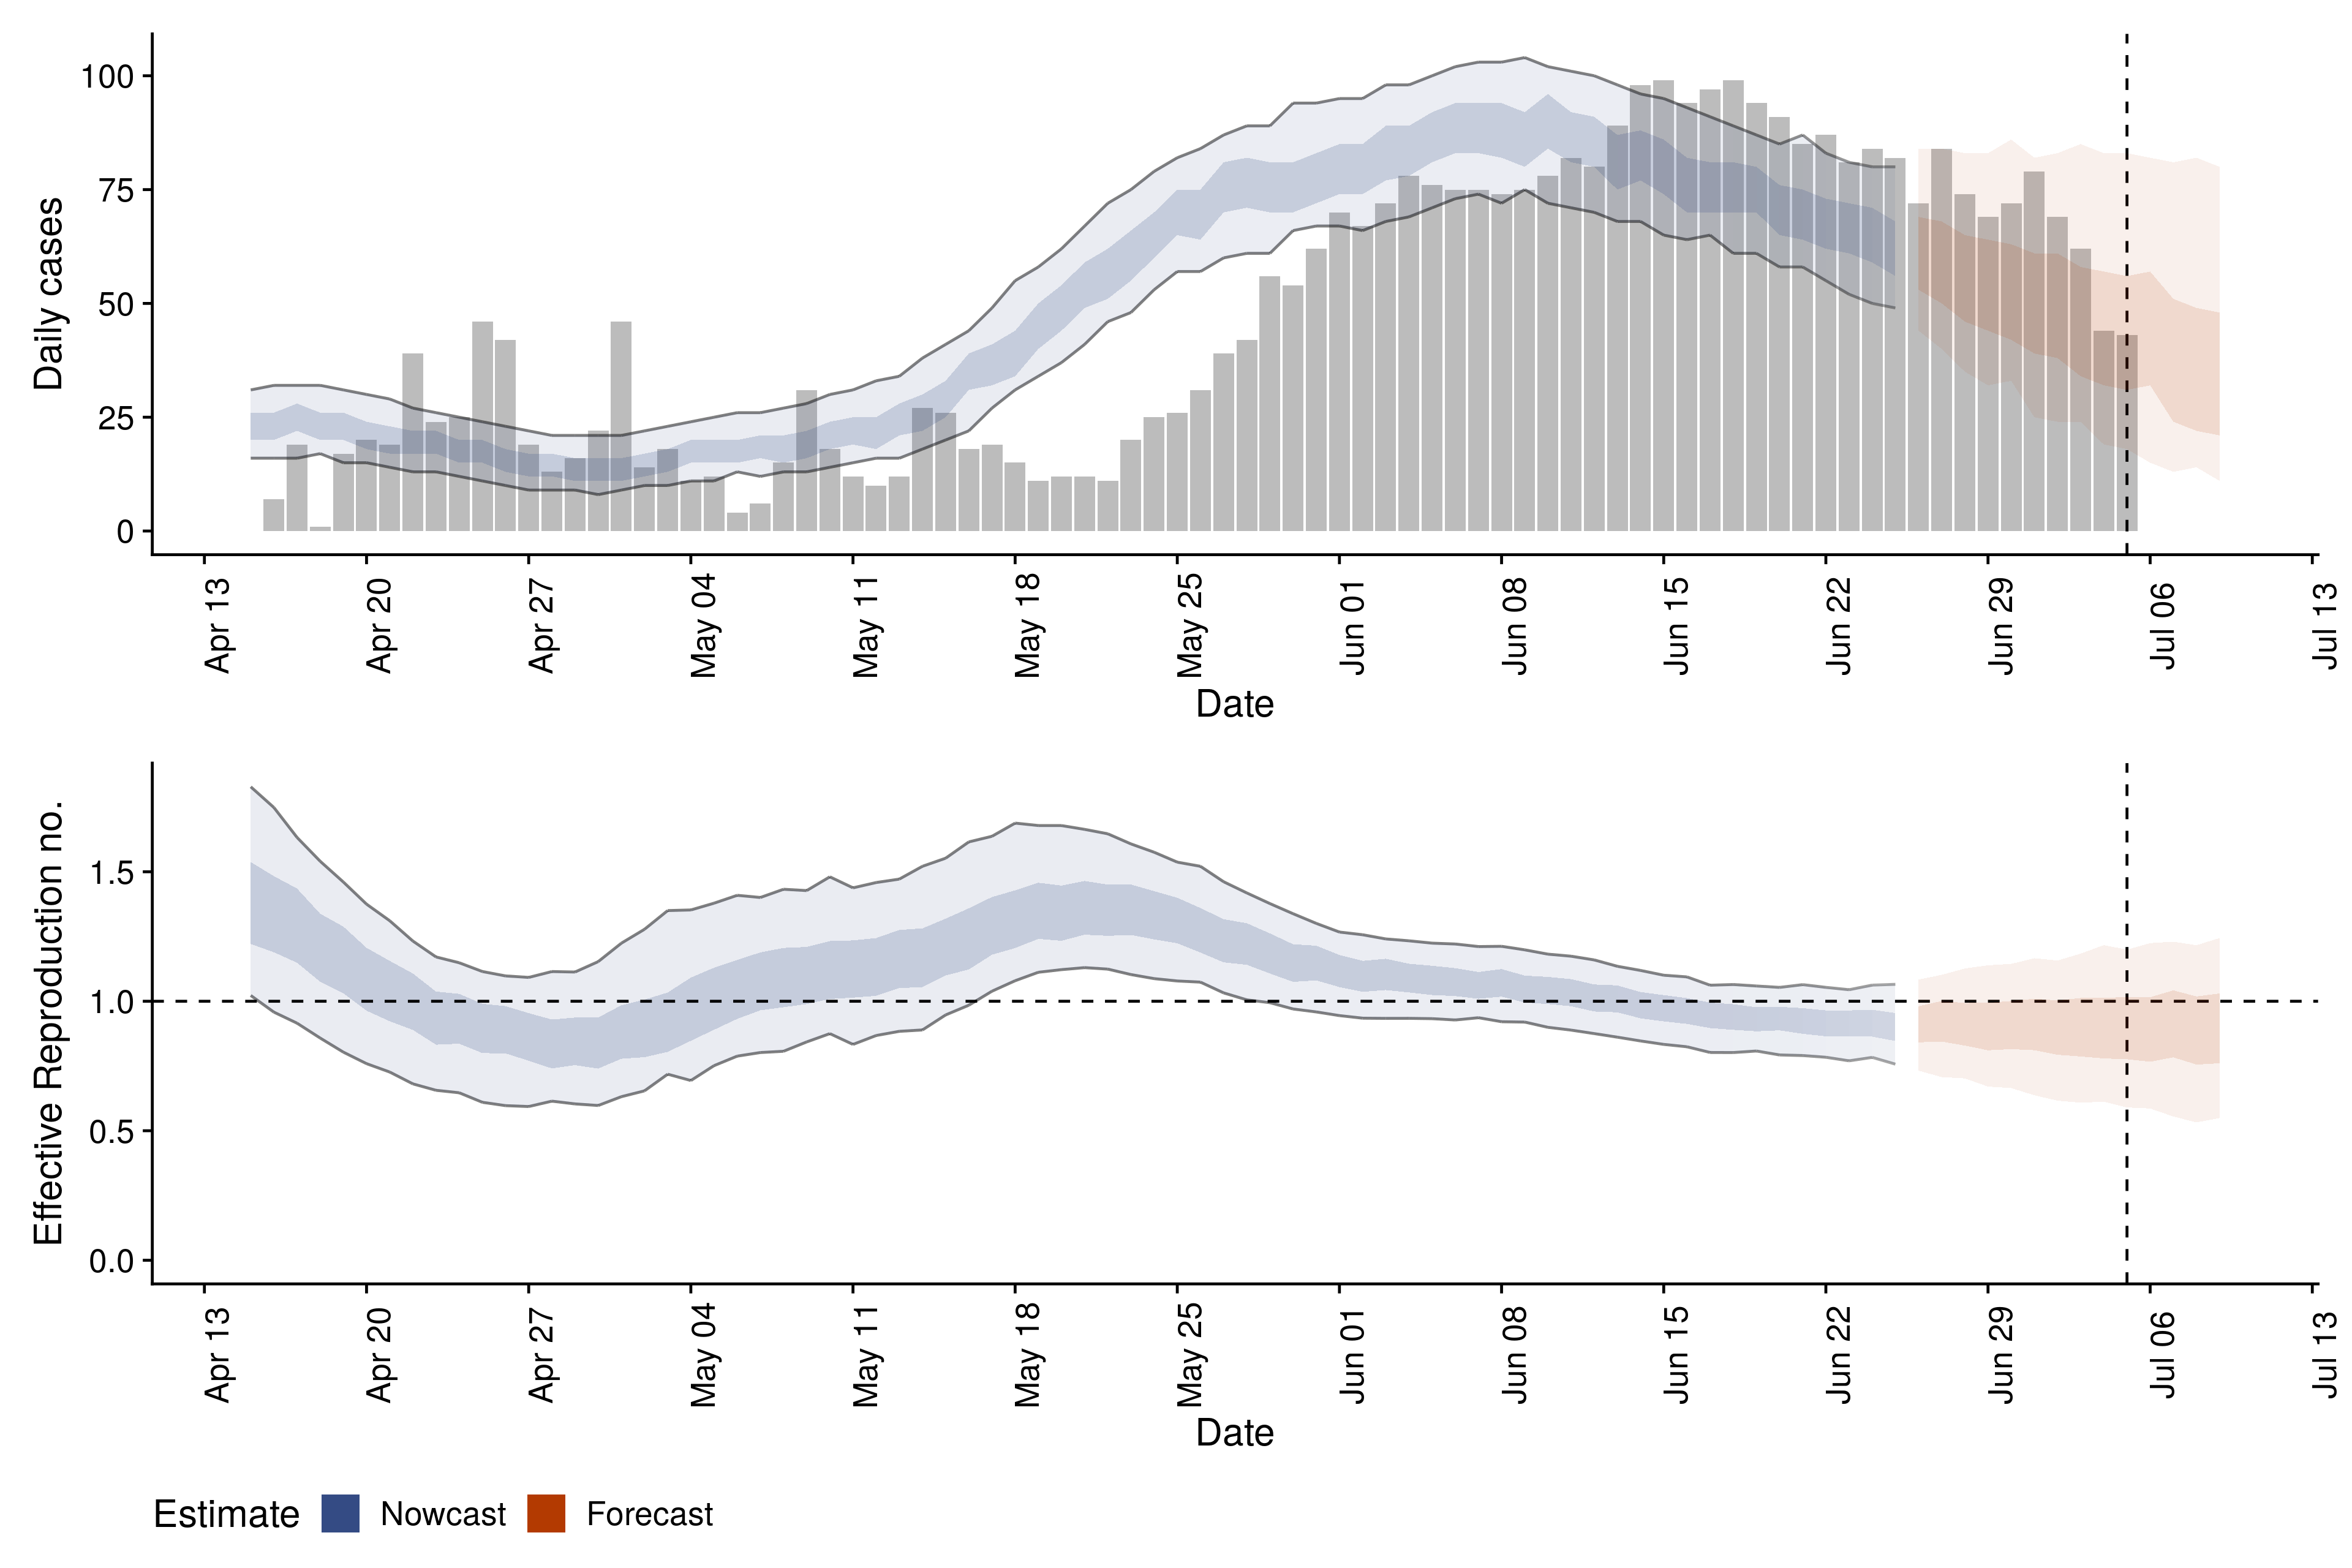 Daily cases
100
75
50
25
0
Apr 13 Apr 20 Apr 27 May 04 May 11 May 18 May 25 Jun 01 Jun 08 Jun 15 Jun 22 Jun 29 Jul 06 Jul 13
Date
Effective Reproduction no.
1.5
1.0
0.5
0.0
Apr 13 Apr 20 Apr 27 May 04 May 11 May 18 May 25 Jun 01 Jun 08 Jun 15 Jun 22 Jun 29 Jul 06 Jul 13
Date
Estimate Nowcast Forecast